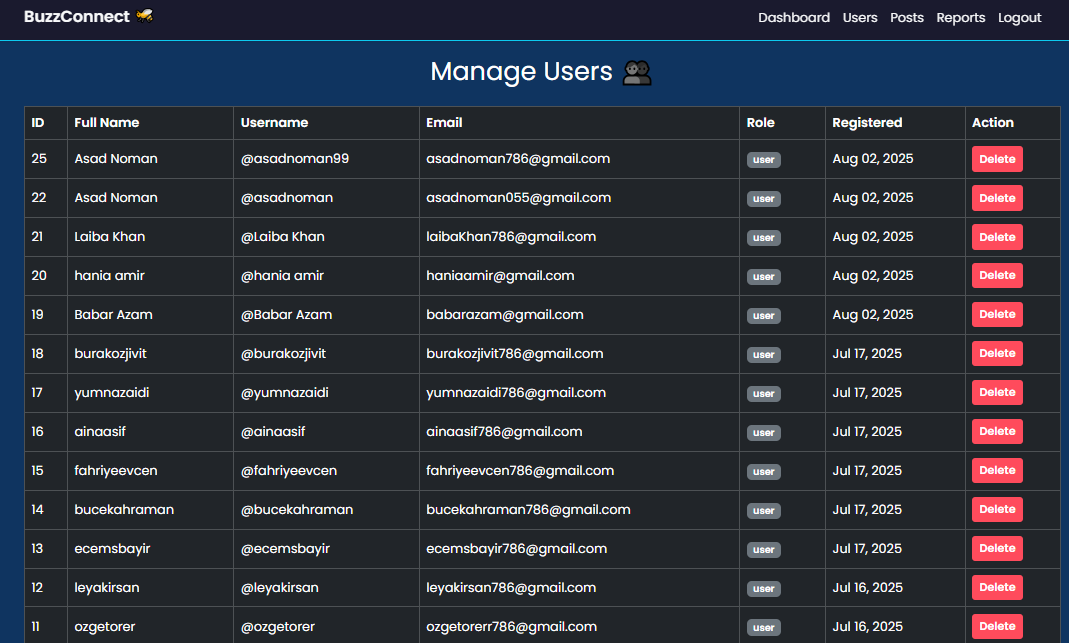 BuzzConnect
Dashboard Users Posts Reports Logout
Manage Users
ID Full Name Username Email Role Registered Action
25 Asad Noman @asadnoman99 asadnoman786@gmail.com user Aug 02, 2025 Delete
22 Asad Noman @asadnoman asadnoman055@gmail.com user Aug 02, 2025 Delete
21 Laiba Khan @Laiba Khan laibaKhan786@gmail.com user Aug 02, 2025 Delete
20 hania amir @hania amir haniaamir@gmail.com user Aug 02, 2025 Delete
19 Babar Azam @Babar Azam babarazam@gmail.com user Aug 02, 2025 Delete
18 burakozjivit @burakozjivit burakozjivit786@gmail.com user Jul 17, 2025 Delete
17 yumnazaidi @yumnazaidi yumnazaidi786@gmail.com user Jul 17, 2025 Delete
16 ainaasif @ainaasif ainaasif786@gmail.com user Jul 17, 2025 Delete
15 fahriyeevcen @fahriyeevcen fahriyeevcen786@gmail.com user Jul 17, 2025 Delete
14 bucekahraman @bucekahraman bucekahraman786@gmail.com user Jul 17, 2025 Delete
13 ecemsbayir @ecemsbayir ecemsbayir786@gmail.com user Jul 17, 2025 Delete
12 leyakirsan @leyakirsan leyakirsan786@gmail.com user Jul 16, 2025 Delete
11 ozgetorer @ozgetorer ozgetorerr786@gmail.com user Jul 16, 2025 Delete